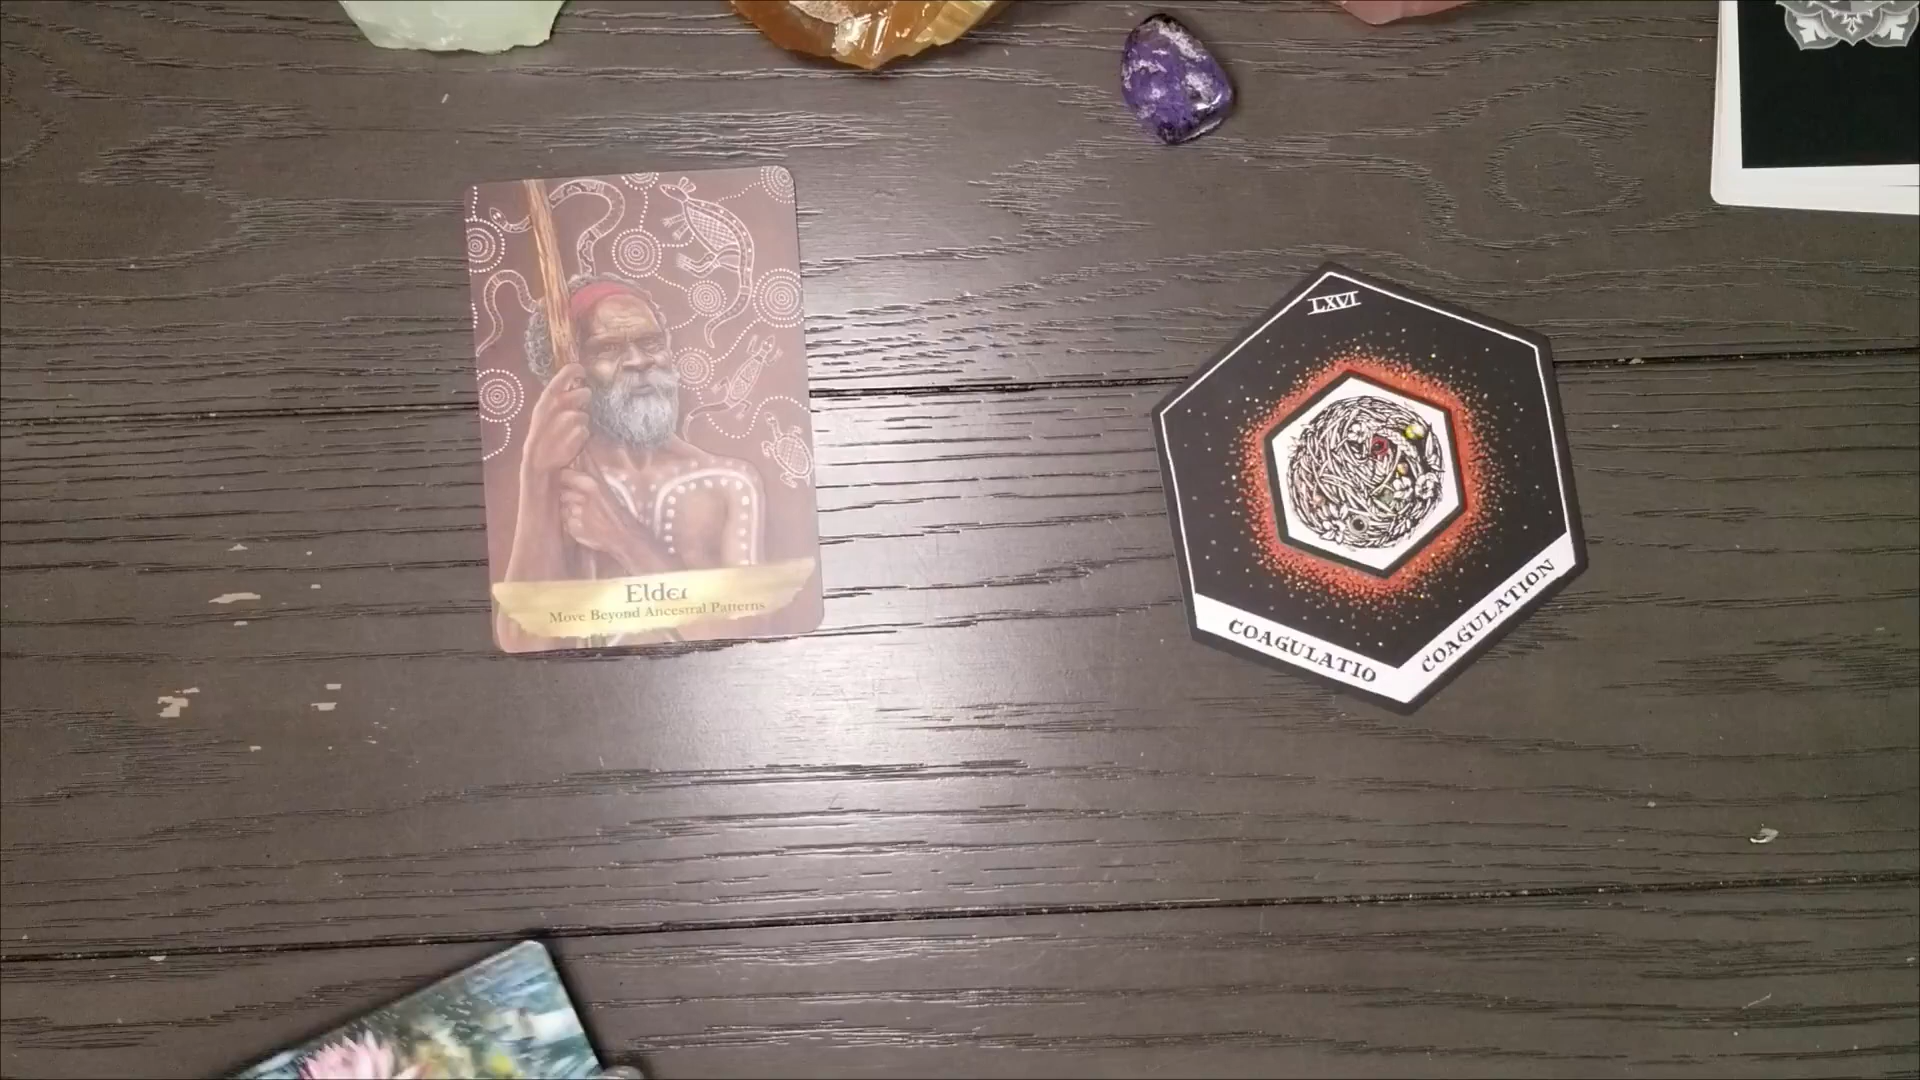 Elder
Move Beyond Ancestral Patterns
LXVI
COAGULATIO
COAGULATION